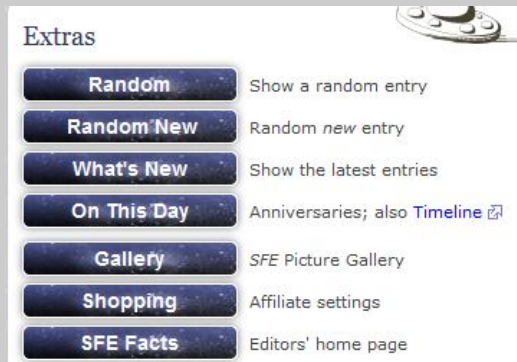 Extras
Random Show a random entry
Random New Random new entry
What's New Show the latest entries
On This Day Anniversaries; also Timeline
Gallery SFE Picture Gallery
Shopping Affiliate settings
SFE Facts Editors' home page